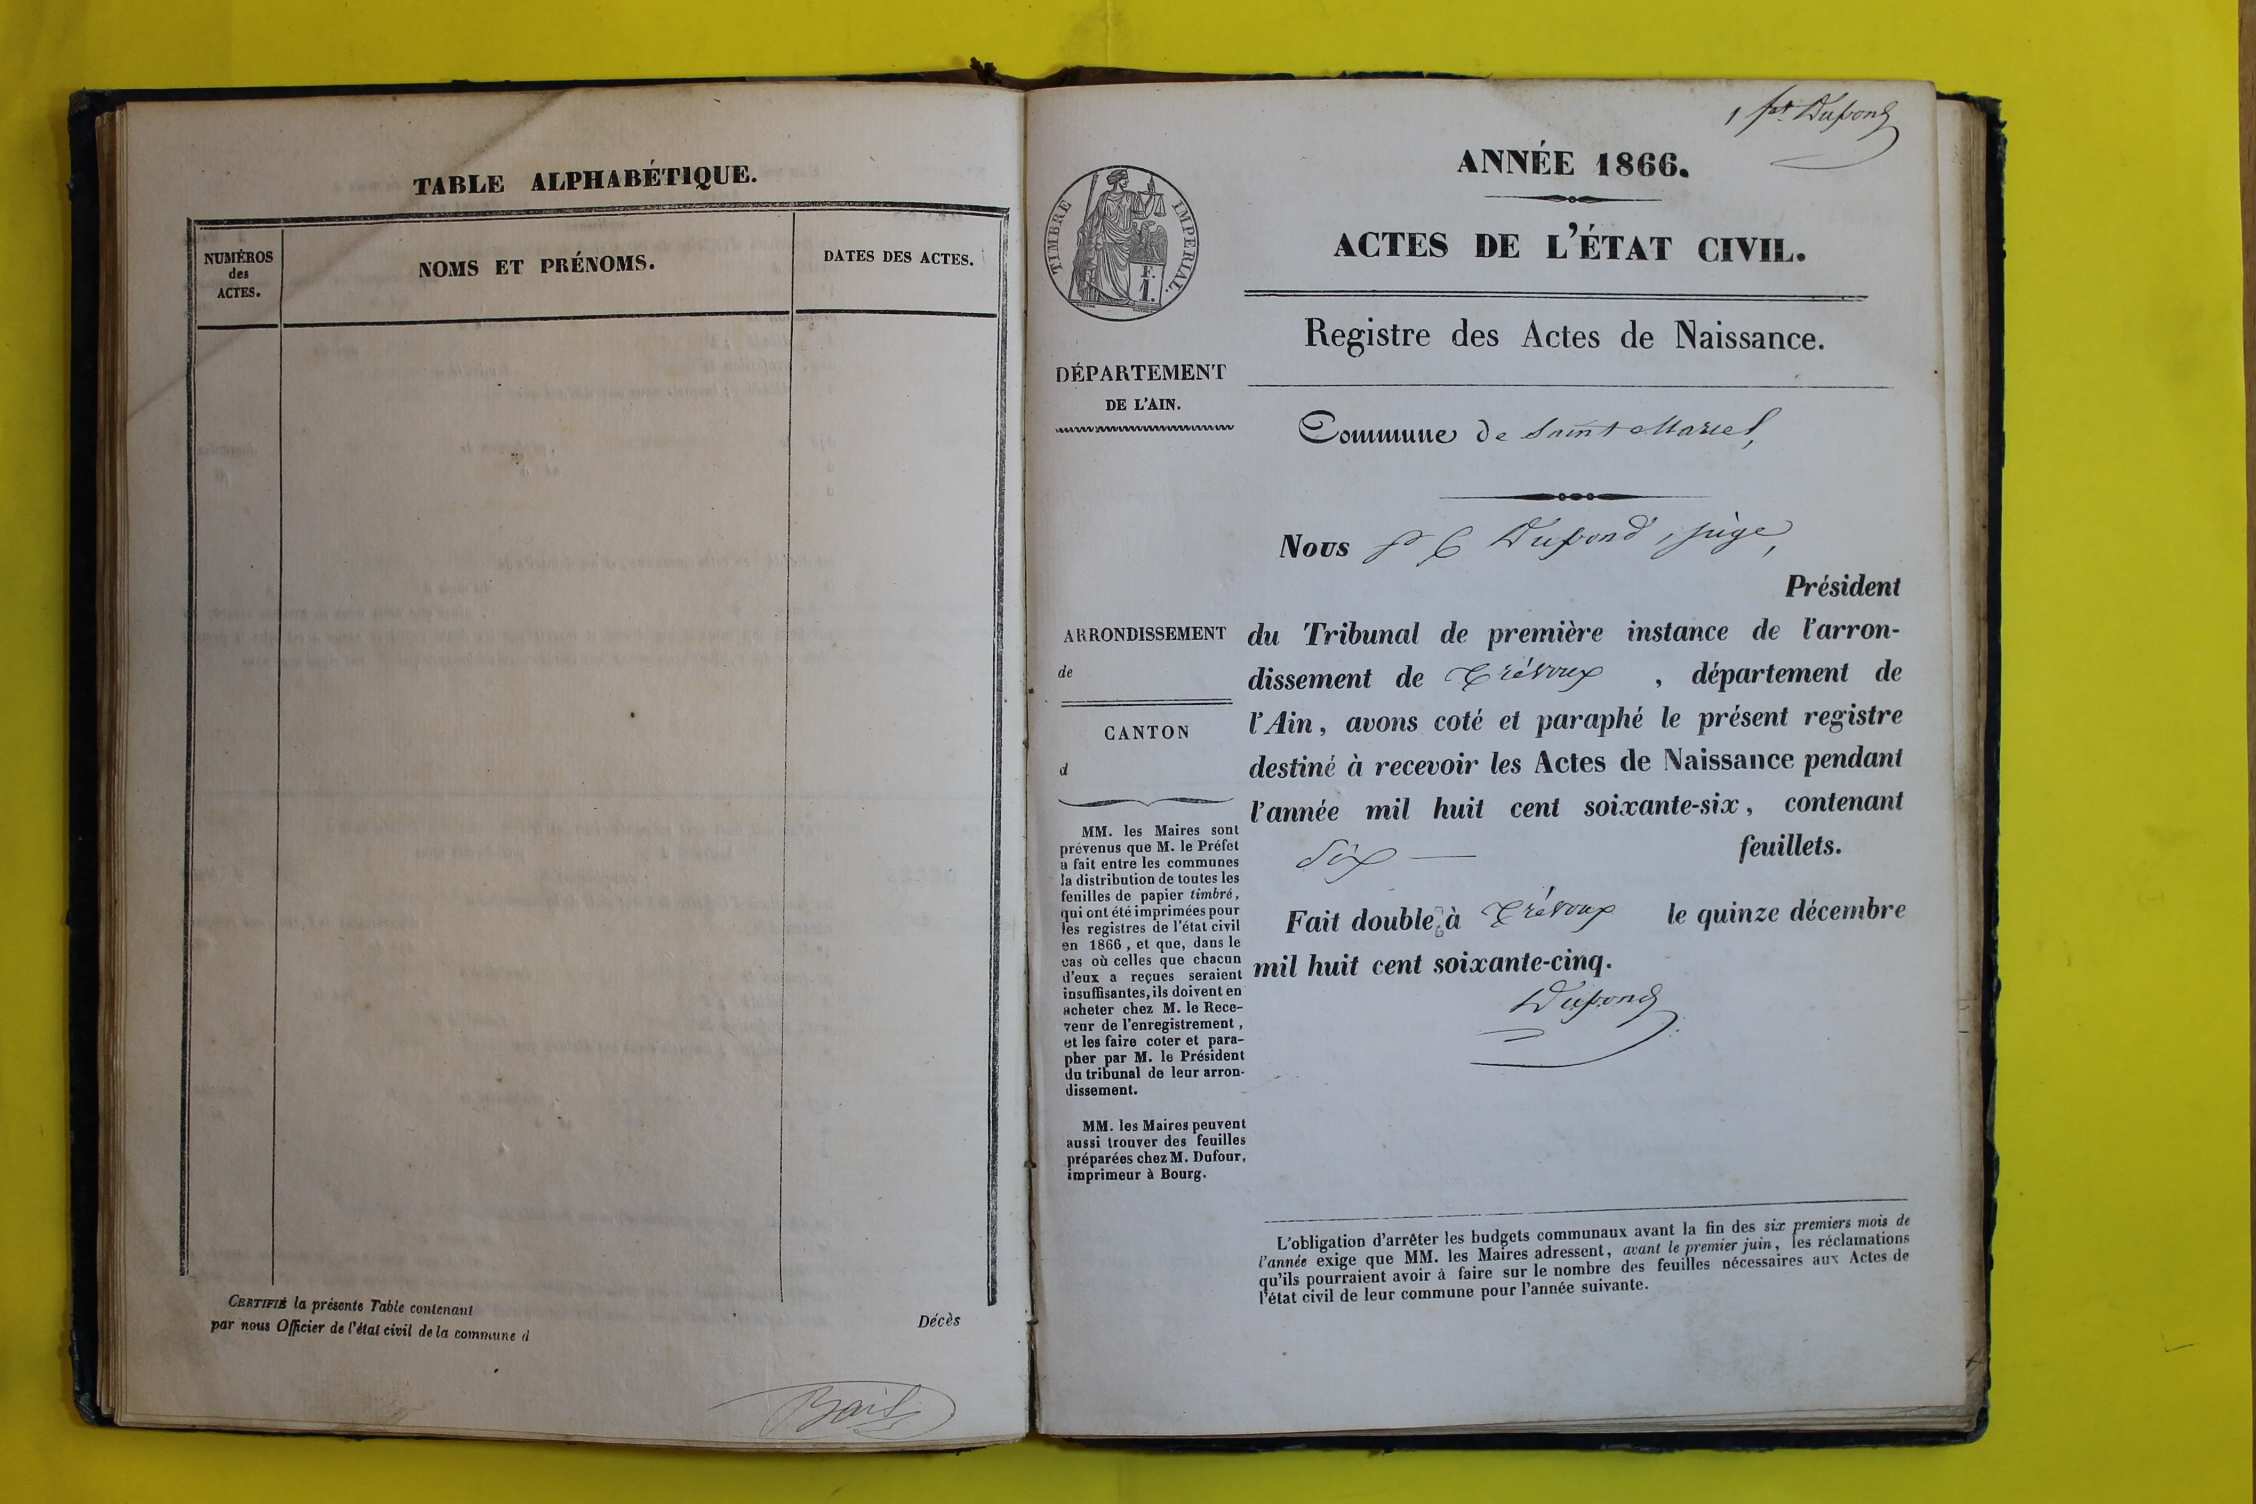 TABLE ALPHABÉTIQUE.
NUMÉROS
des
ACTES.
NOMS ET PRÉNOMS.
DATES DES ACTES.
CERTIFIÉ la présente Table contenant
Décès
par nous Officier de l'état civil de la commune d
1 Dupond
ANNÉE 1866.
ACTES DE L'ÉTAT CIVIL.
Registre des Actes de Naissance.
TIMBRE IMPERIAL.
F.
1.
DÉPARTEMENT
DE L'AIN.
Commune de Saint Marcel,
Nous Dupond, juge,
Président
du Tribunal de première instance de l'arron-
dissement de Trévoux, département de
l'Ain, avons coté et paraphé le présent registre
destiné à recevoir les Actes de Naissance pendant
l'année mil huit cent soixante-six, contenant
Six — feuillets.
Fait double à Trévoux le quinze décembre
mil huit cent soixante-cinq.
Dupond
ARRONDISSEMENT
de
CANTON
d
MM. les Maires sont
prévenus que M. le Préfet
a fait entre les communes
la distribution de toutes les
feuilles de papier timbré,
qui ont été imprimées pour
les registres de l'état civil
en 1866, et que, dans le
cas où celles que chacun
d'eux a reçues seraient
insuffisantes, ils doivent en
acheter chez M. le Rece-
veur de l'enregistrement,
et les faire coter et para-
pher par M. le Président
du tribunal de leur arron-
dissement.
MM. les Maires peuvent
aussi trouver des feuilles
préparées chez M. Dufour,
imprimeur à Bourg.
L'obligation d'arrêter les budgets communaux avant la fin des six premiers mois de
l'année exige que MM. les Maires adressent, avant le premier juin, les réclamations
qu'ils pourraient avoir à faire sur le nombre des feuilles nécessaires aux Actes de
l'état civil de leur commune pour l'année suivante.